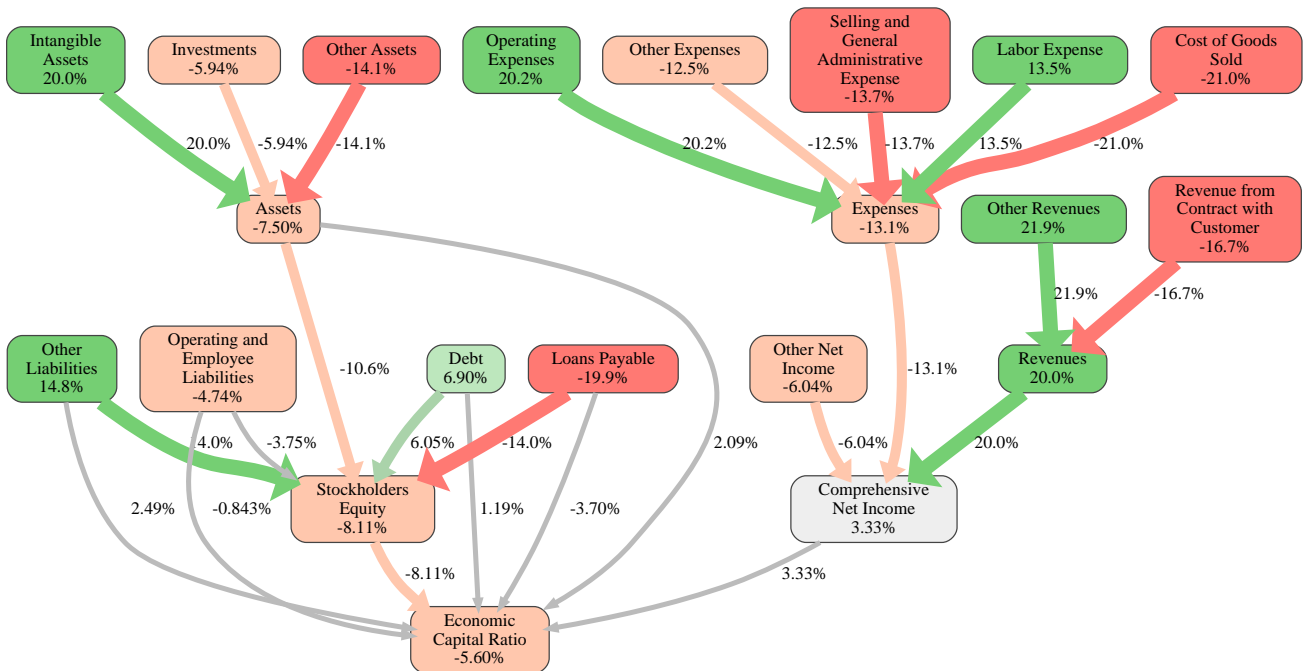 Intangible
Assets
20.0%
Investments
-5.94%
Other Assets
-14.1%
Operating
Expenses
20.2%
Other Expenses
-12.5%
Selling and
General
Administrative
Expense
-13.7%
Labor Expense
13.5%
Cost of Goods
Sold
-21.0%
20.0%
-5.94%
-14.1%
20.2%
-12.5%
-13.7%
13.5%
-21.0%
Assets
-7.50%
Expenses
-13.1%
Other Revenues
21.9%
Revenue from
Contract with
Customer
-16.7%
21.9%
-16.7%
Other
Liabilities
14.8%
Operating and
Employee
Liabilities
-4.74%
Debt
6.90%
Loans Payable
-19.9%
Other Net
Income
-6.04%
Revenues
20.0%
-10.6%
-13.1%
4.0%
-3.75%
6.05%
-14.0%
2.09%
-6.04%
20.0%
Stockholders
Equity
-8.11%
Comprehensive
Net Income
3.33%
2.49%
-0.843%
1.19%
-3.70%
-8.11%
3.33%
Economic
Capital Ratio
-5.60%